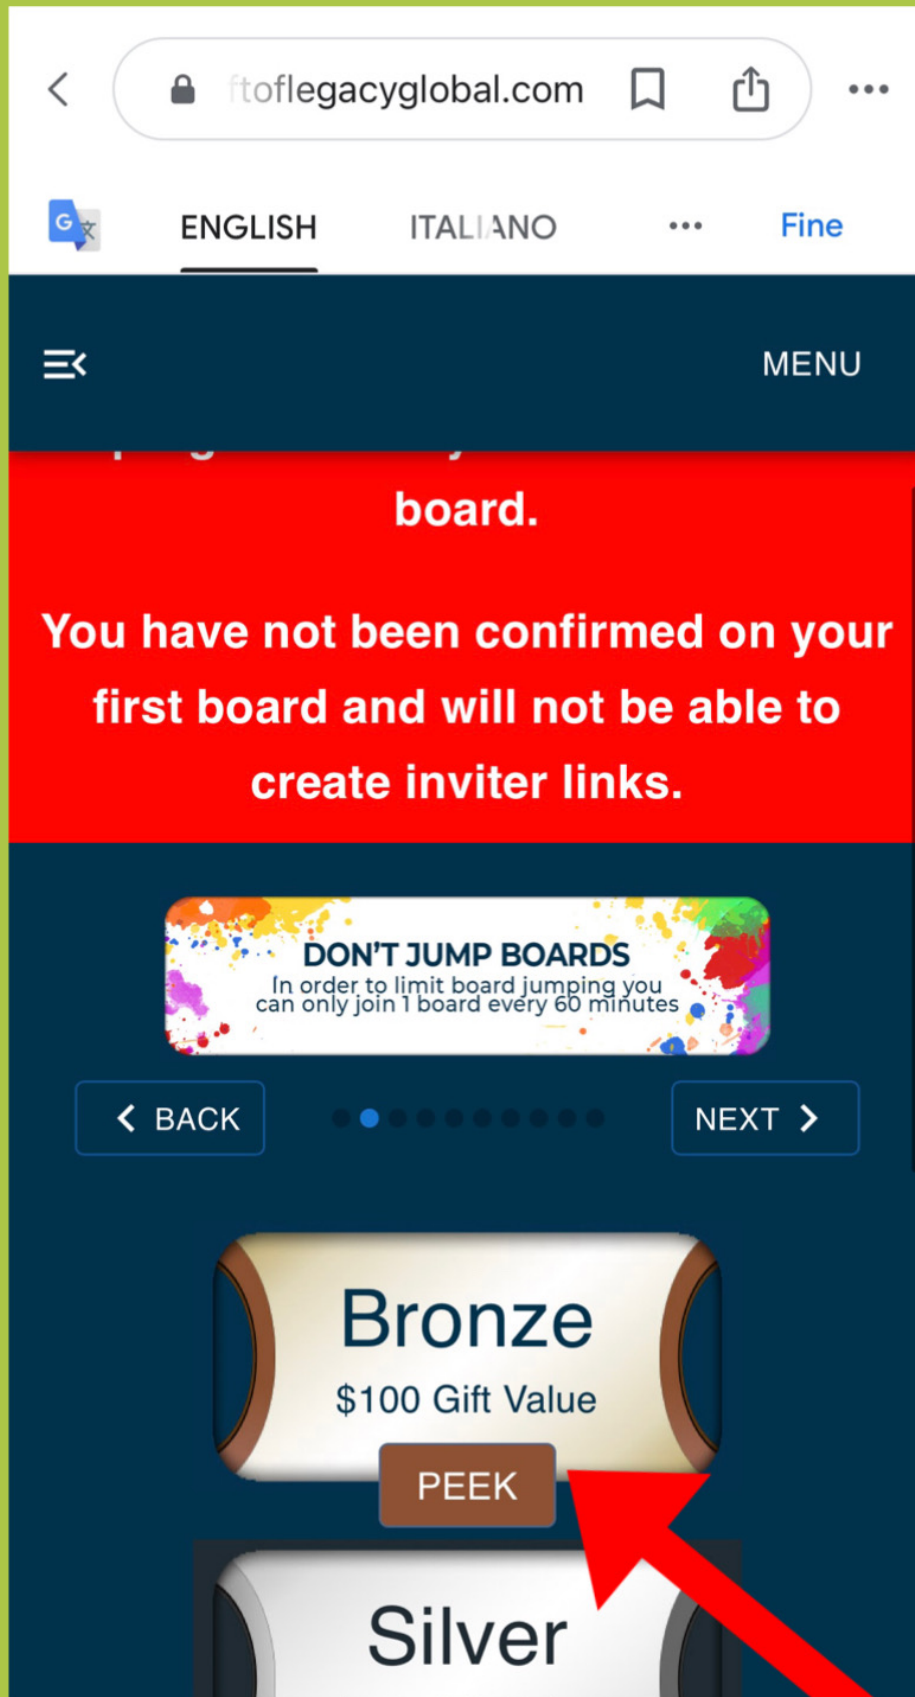 ftoflegacyglobal.com
ENGLISH ITALIANO Fine
MENU
board.
You have not been confirmed on your
first board and will not be able to
create inviter links.
DON'T JUMP BOARDS
In order to limit board jumping you
can only join 1 board every 60 minutes
BACK NEXT
Bronze
$100 Gift Value
PEEK
Silver